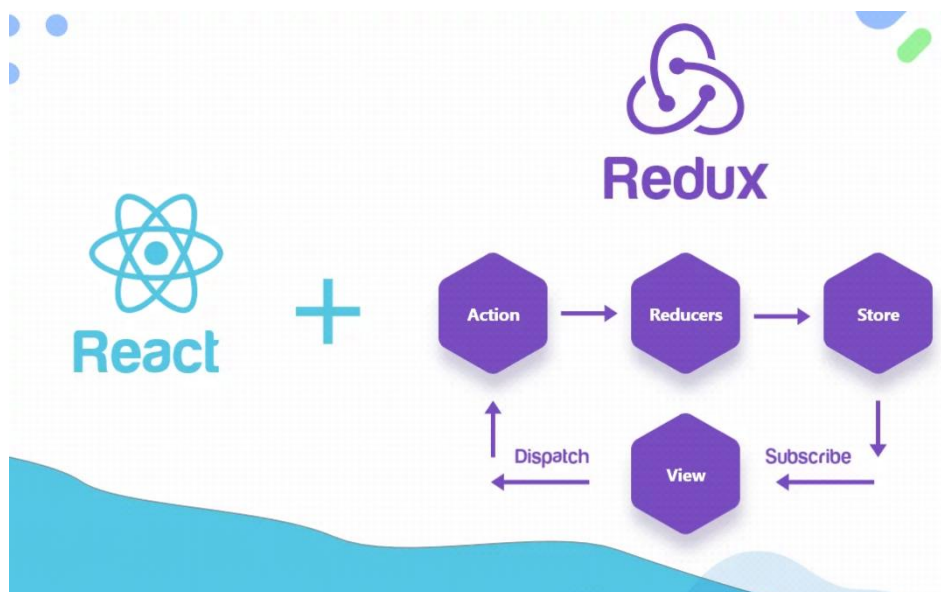 Redux
React
Action
Reducers
Store
Dispatch
View
Subscribe